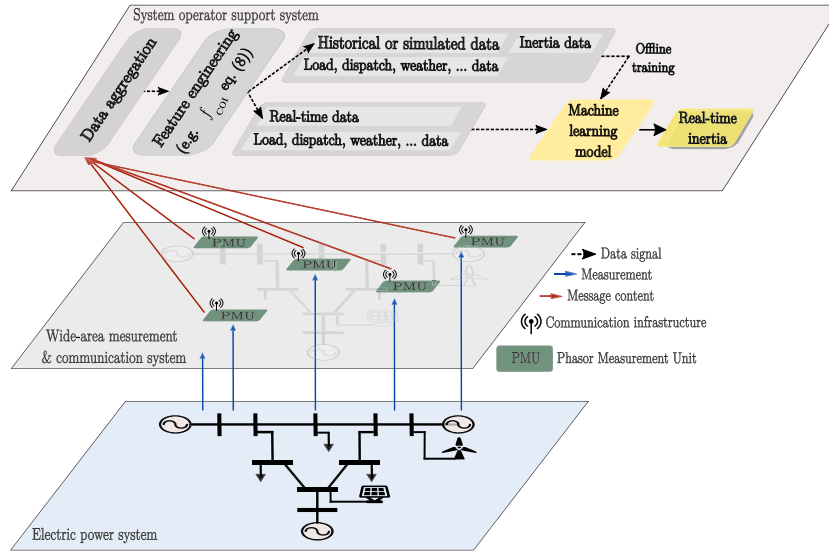 System operator support system
Data aggregation
Feature engineering
(e.g. f COI eq. (8))
Historical or simulated data
Inertia data
Load, dispatch, weather, ... data
Offline
training
Real-time data
Load, dispatch, weather, ... data
Machine
learning
model
Real-time
inertia
PMU
PMU
PMU
PMU
PMU
Wide-area mesurement
& communication system
Data signal
Measurement
Message content
Communication infrastructure
PMU
Phasor Measurement Unit
Electric power system